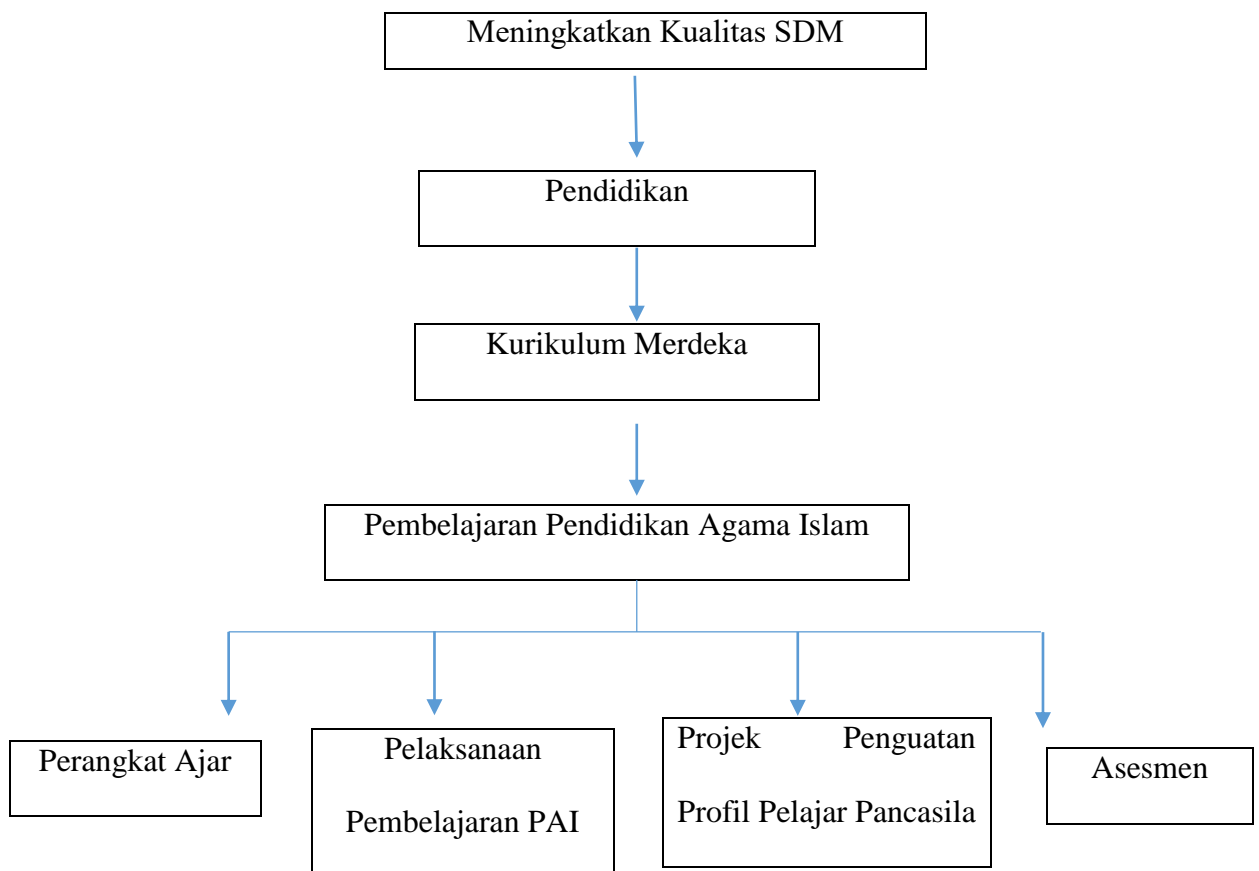 Meningkatkan Kualitas SDM
Pendidikan
Kurikulum Merdeka
Pembelajaran Pendidikan Agama Islam
Perangkat Ajar
Pelaksanaan
Pembelajaran PAI
Projek Penguatan
Profil Pelajar Pancasila
Asesmen